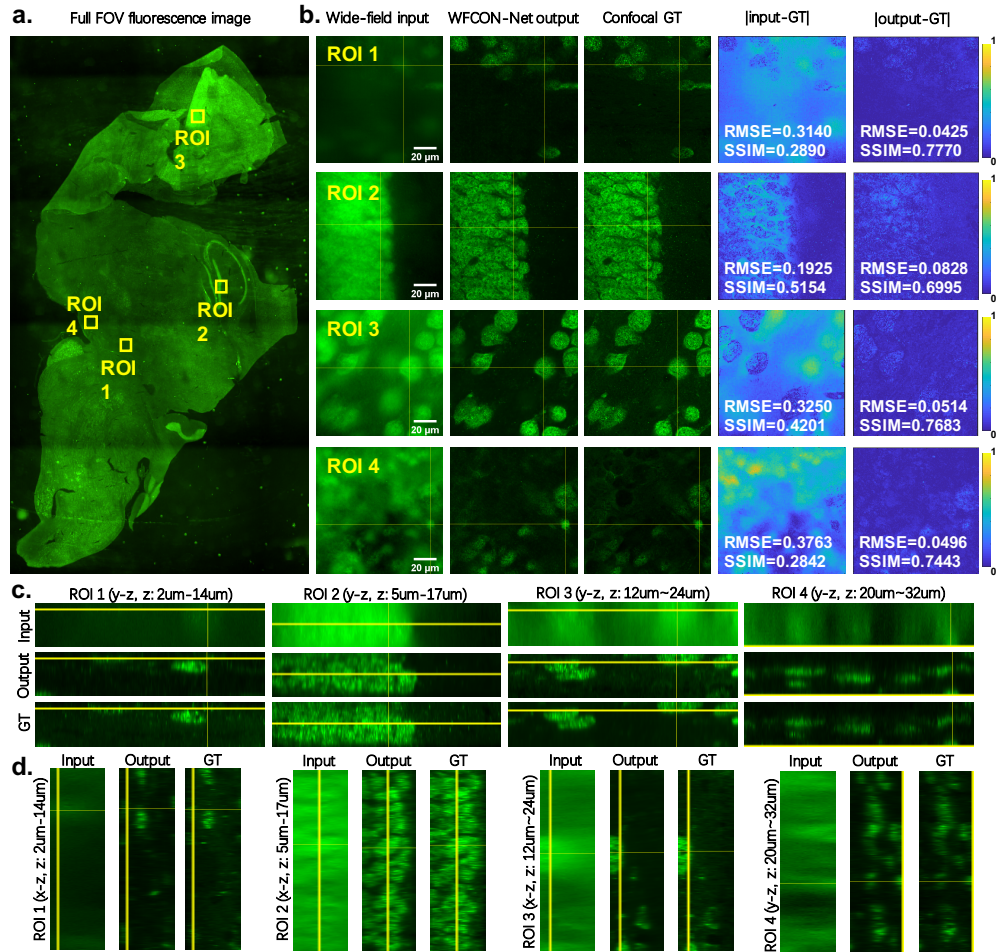 a.
Full FOV fluorescence image
ROI
3
ROI
4
ROI
2
ROI
1
b.
Wide-field input
WFCON-Net output
Confocal GT
|input-GT|
|output-GT|
ROI 1
20 µm
RMSE=0.3140
SSIM=0.2890
RMSE=0.0425
SSIM=0.7770
1
0
ROI 2
20 µm
RMSE=0.1925
SSIM=0.5154
RMSE=0.0828
SSIM=0.6995
1
0
ROI 3
20 µm
RMSE=0.3250
SSIM=0.4201
RMSE=0.0514
SSIM=0.7683
1
0
ROI 4
20 µm
RMSE=0.3763
SSIM=0.2842
RMSE=0.0496
SSIM=0.7443
1
0
c.
ROI 1 (y-z, z: 2um-14um)
ROI 2 (y-z, z: 5um-17um)
ROI 3 (y-z, z: 12um~24um)
ROI 4 (y-z, z: 20um~32um)
Input
Output
GT
d.
Input
Output
GT
ROI 1 (x-z, z: 2um-14um)
Input
Output
GT
ROI 2 (x-z, z: 5um-17um)
Input
Output
GT
ROI 3 (x-z, z: 12um~24um)
Input
Output
GT
ROI 4 (y-z, z: 20um~32um)